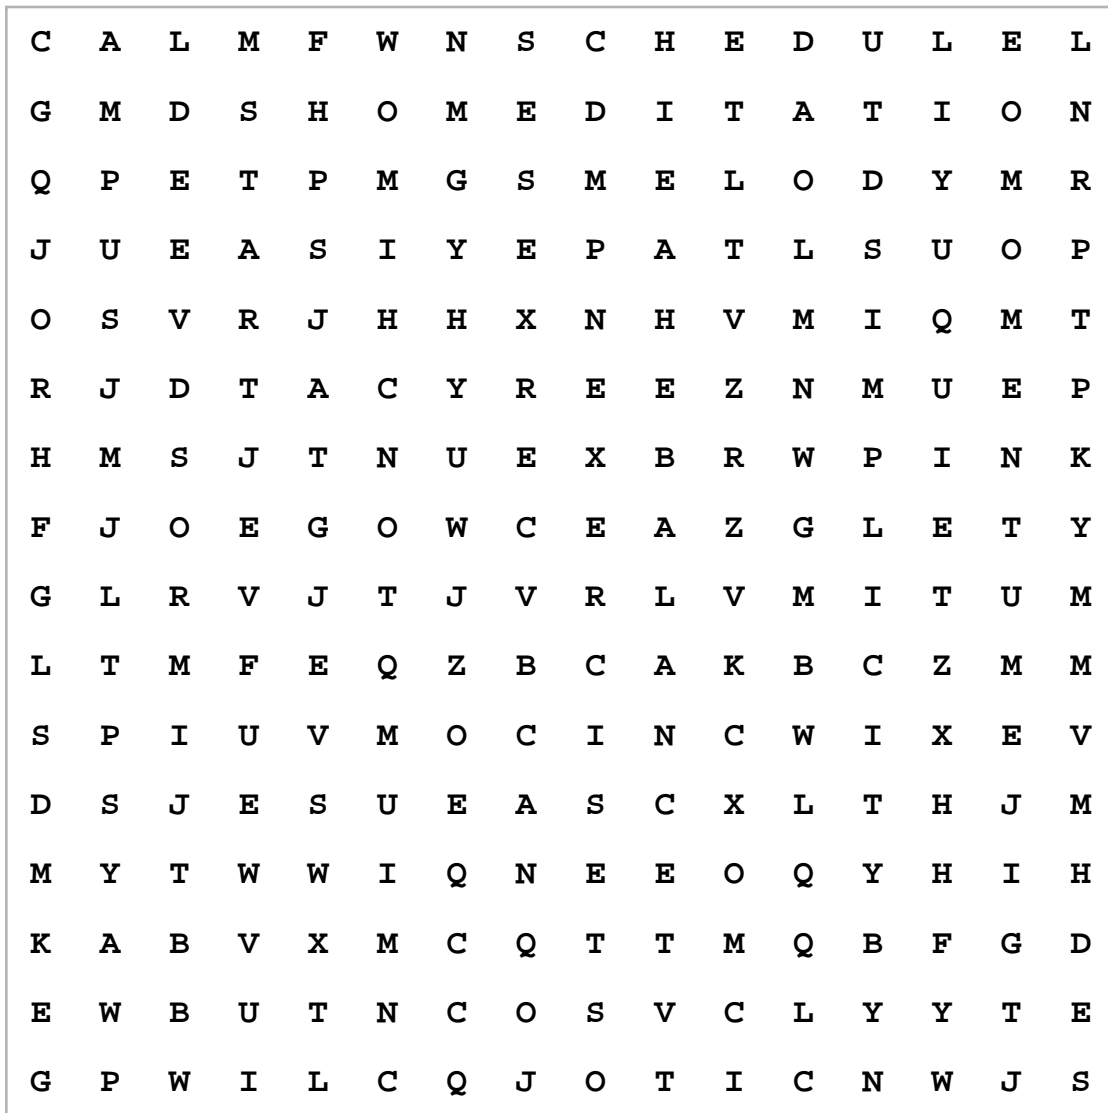 C A L M F W N S C H E D U L E L
G M D S H O M E D I T A T I O N
Q P E T P M G S M E L O D Y M R
J U E A S I Y E P A T L S U O P
O S V R J H H X N H V M I Q M T
R J D T A C Y R E E Z N M U E P
H M S J T N U E X B R W P I N K
F J O E G O W C E A Z G L E T Y
G L R V J T J V R L V M I T U M
L T M F E Q Z B C A K B C Z M M
S P I U V M O C I N C W I X E V
D S J E S U E A S C X L T H J M
M Y T W W I Q N E E O Q Y H I H
K A B V X M C Q T T M Q B F G D
E W B U T N C O S V C L Y Y T E
G P W I L C Q J O T I C N W J S